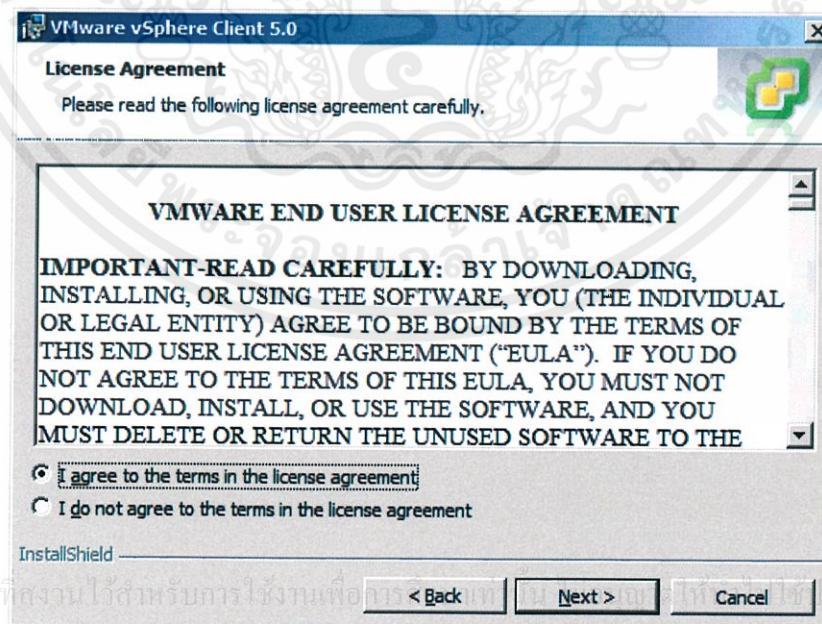 VMware vSphere Client 5.0
License Agreement
Please read the following license agreement carefully.
VMWARE END USER LICENSE AGREEMENT
IMPORTANT-READ CAREFULLY: BY DOWNLOADING,
INSTALLING, OR USING THE SOFTWARE, YOU (THE INDIVIDUAL
OR LEGAL ENTITY) AGREE TO BE BOUND BY THE TERMS OF
THIS END USER LICENSE AGREEMENT (“EULA”). IF YOU DO
NOT AGREE TO THE TERMS OF THIS EULA, YOU MUST NOT
DOWNLOAD, INSTALL, OR USE THE SOFTWARE, AND YOU
MUST DELETE OR RETURN THE UNUSED SOFTWARE TO THE
I agree to the terms in the license agreement
I do not agree to the terms in the license agreement
InstallShield
< Back
Next >
Cancel